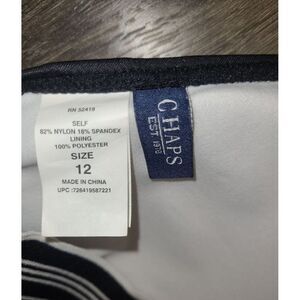 RN 52419
SELF
82% NYLON 18% SPANDEX
LINING
100% POLYESTER
SIZE
12
MADE IN CHINA
UPC :726419587221
CHAPS
EST 1978